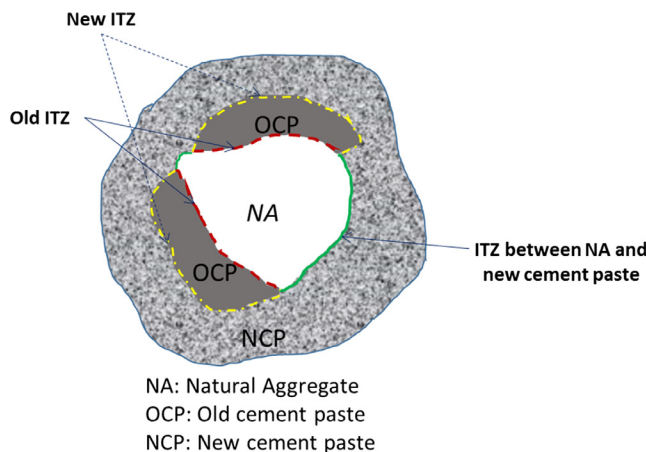 New ITZ
Old ITZ
OCP
NA
OCP
ITZ between NA and
new cement paste
NCP
NA: Natural Aggregate
OCP: Old cement paste
NCP: New cement paste